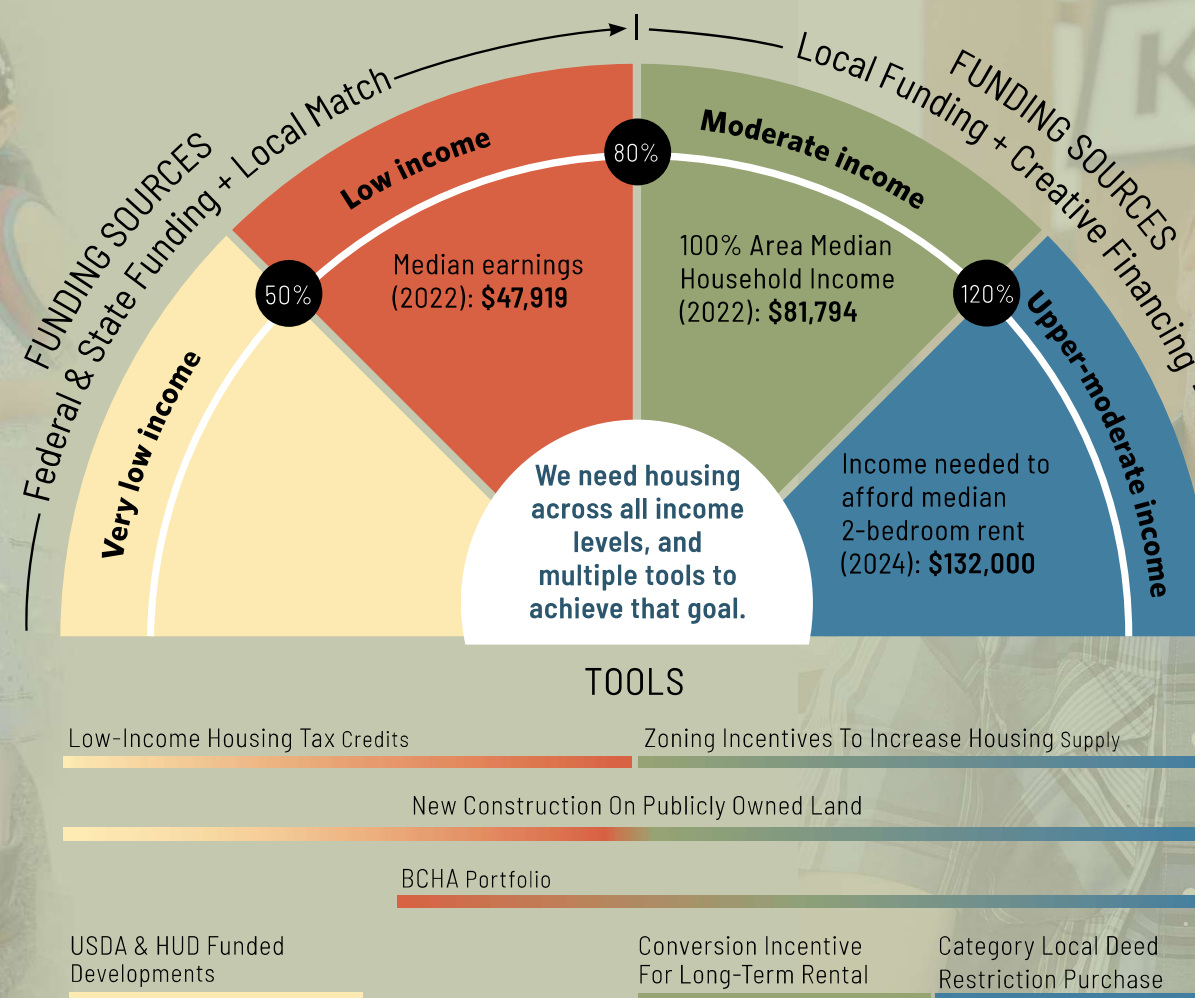 FUNDING SOURCES
Federal & State Funding + Local Match
FUNDING SOURCES
Local Funding + Creative Financing
K
Very low income
50%
Low income
Median earnings
(2022): $47,919
80%
Moderate income
100% Area Median
Household Income
(2022): $81,794
120%
Upper-moderate income
Income needed to
afford median
2-bedroom rent
(2024): $132,000
We need housing
across all income
levels, and
multiple tools to
achieve that goal.
TOOLS
Low-Income Housing Tax Credits
Zoning Incentives To Increase Housing Supply
New Construction On Publicly Owned Land
BCHA Portfolio
USDA & HUD Funded
Developments
Conversion Incentive
For Long-Term Rental
Category Local Deed
Restriction Purchase